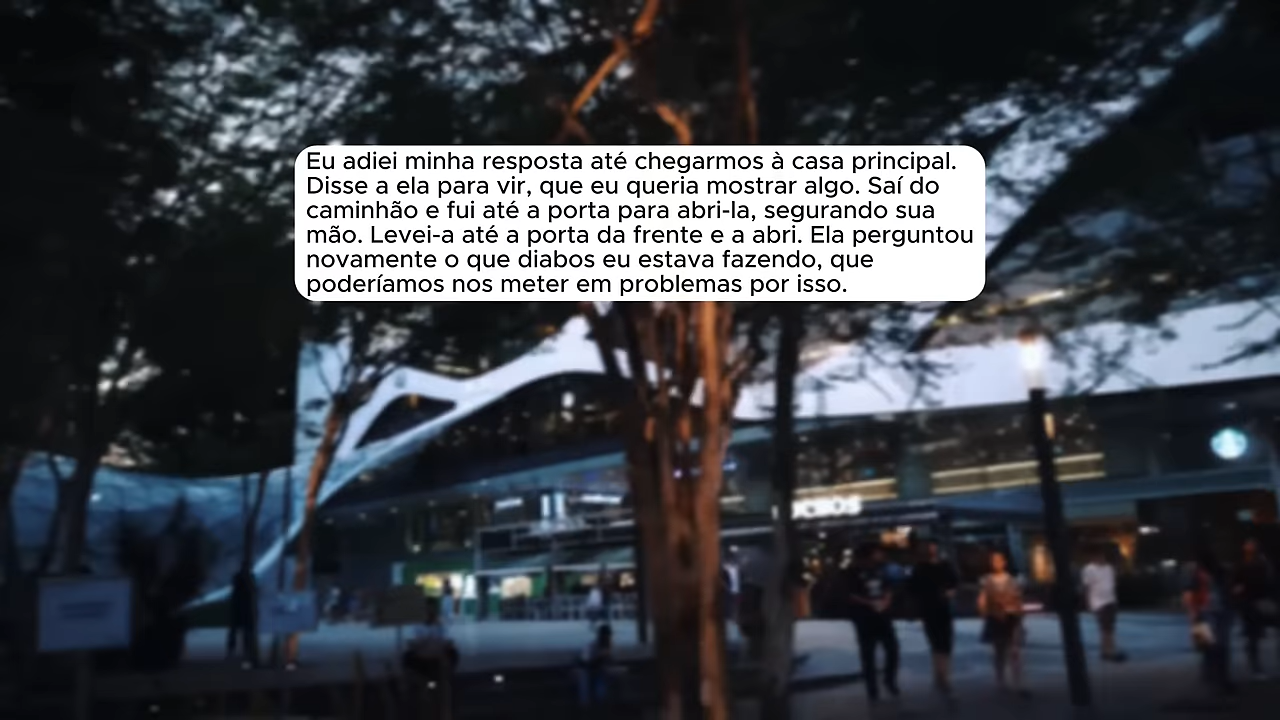 Eu adiei minha resposta até chegarmos à casa principal.
Disse a ela para vir, que eu queria mostrar algo. Saí do
caminhão e fui até a porta para abri-la, segurando sua
mão. Levei-a até a porta da frente e a abri. Ela perguntou
novamente o que diabos eu estava fazendo, que
poderíamos nos meter em problemas por isso.